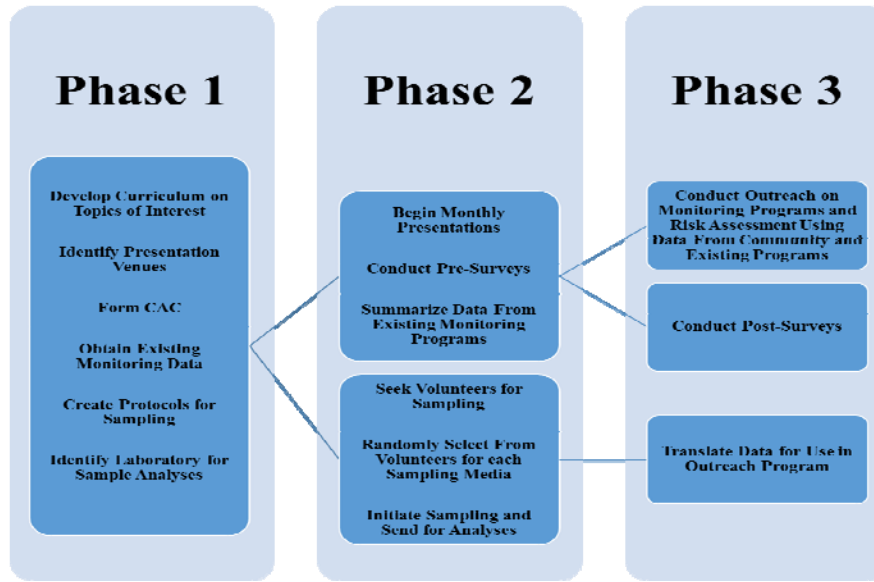 Phase 1
Develop Curriculum on
Topics of Interest
Identify Presentation
Venues
Form CAC
Obtain Existing
Monitoring Data
Create Protocols for
Sampling
Identify Laboratory for
Sample Analyses
Phase 2
Begin Monthly
Presentations
Conduct Pre-Surveys
Summarize Data From
Existing Monitoring
Programs
Seek Volunteers for
Sampling
Randomly Select From
Volunteers for each
Sampling Media
Initiate Sampling and
Send for Analyses
Phase 3
Conduct Outreach on
Monitoring Programs and
Risk Assessment Using
Data From Community and
Existing Programs
Conduct Post-Surveys
Translate Data for Use in
Outreach Program